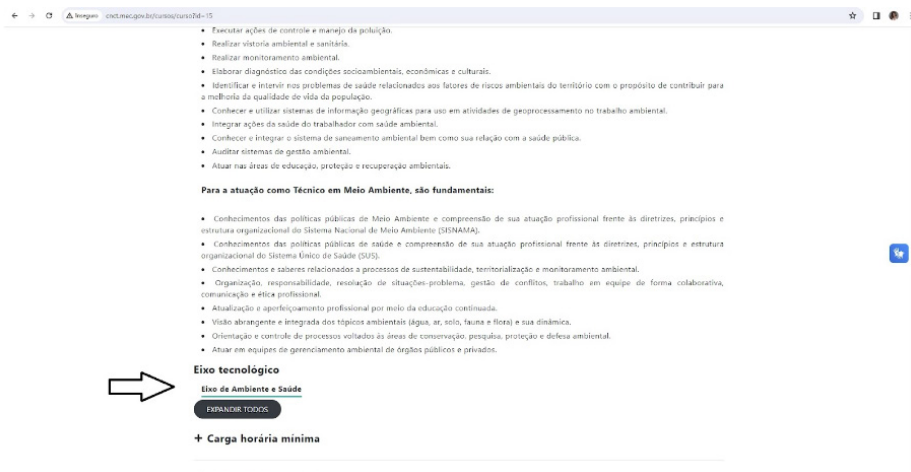 Inseguro cnct.mec.gov.br/cursos/curso?id=15
• Executar ações de controle e manejo da poluição.
• Realizar vistoria ambiental e sanitária.
• Realizar monitoramento ambiental.
• Elaborar diagnóstico das condições socioambientais, econômicas e culturais.
• Identificar e intervir nos problemas de saúde relacionados aos fatores de riscos ambientais do território com o propósito de contribuir para
a melhoria da qualidade de vida da população.
• Conhecer e utilizar sistemas de informação geográficas para uso em atividades de geoprocessamento no trabalho ambiental.
• Integrar ações da saúde do trabalhador com saúde ambiental.
• Conhecer e integrar o sistema de saneamento ambiental bem como sua relação com a saúde pública.
• Auditar sistemas de gestão ambiental.
• Atuar nas áreas de educação, proteção e recuperação ambientais.
Para a atuação como Técnico em Meio Ambiente, são fundamentais:
• Conhecimentos das políticas públicas de Meio Ambiente e compreensão de sua atuação profissional frente às diretrizes, princípios e
estrutura organizacional do Sistema Nacional de Meio Ambiente (SISNAMA).
• Conhecimentos das políticas públicas de saúde e compreensão de sua atuação profissional frente às diretrizes, princípios e estrutura
organizacional do Sistema Único de Saúde (SUS).
• Conhecimentos e saberes relacionados a processos de sustentabilidade, territorialização e monitoramento ambiental.
• Organização, responsabilidade, resolução de situações-problema, gestão de conflitos, trabalho em equipe de forma colaborativa,
comunicação e ética profissional.
• Atualização e aperfeiçoamento profissional por meio da educação continuada.
• Visão abrangente e integrada dos tópicos ambientais (água, ar, solo, fauna e flora) e sua dinâmica.
• Orientação e controle de processos voltados às áreas de conservação, pesquisa, proteção e defesa ambiental.
• Atuar em equipes de gerenciamento ambiental de órgãos públicos e privados.
Eixo tecnológico
Eixo de Ambiente e Saúde
EXPANDIR TODOS
+ Carga horária mínima